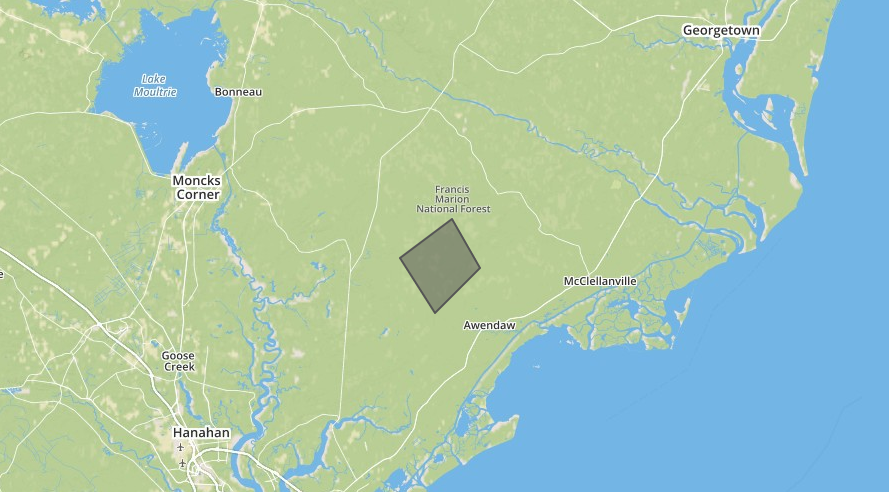 Georgetown
Lake
Moultrie
Bonneau
Moncks
Corner
Francis
Marion
National Forest
e
McClellanville
Awendaw
Goose
Creek
Hanahan